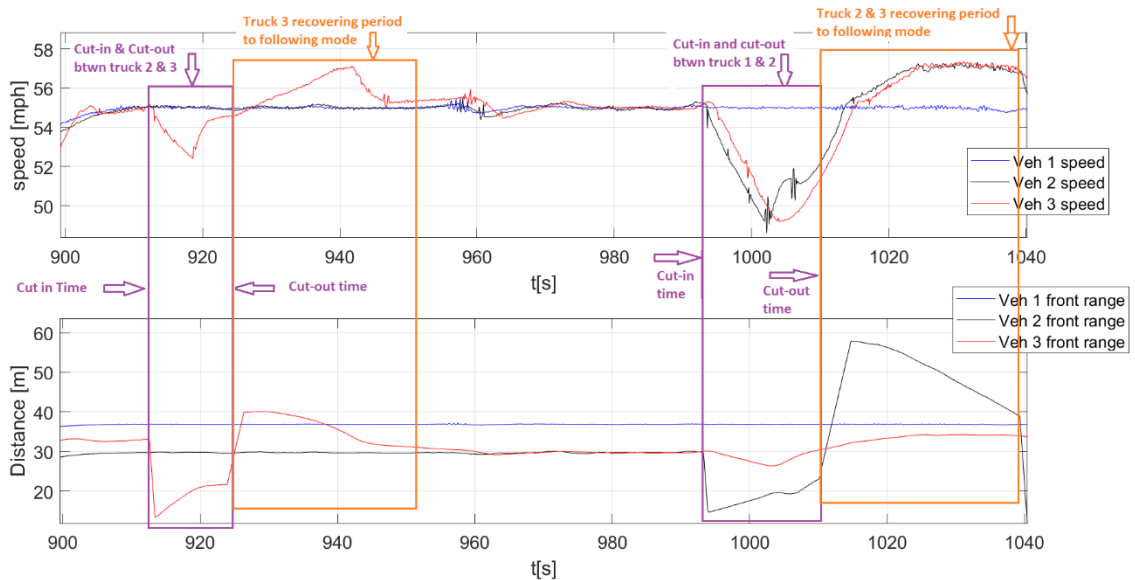 Truck 3 recovering period
to following mode
Truck 2 & 3 recovering period
to following mode
Cut-in & Cut-out
btwn truck 2 & 3
Cut-in and cut-out
btwn truck 1 & 2
58
56
54
52
50
speed [mph]
Veh 1 speed
Veh 2 speed
Veh 3 speed
900
920
940
960
980
1000
1020
1040
t[s]
Cut in Time
Cut-out time
Cut-in
time
Cut-out
time
Veh 1 front range
Veh 2 front range
Veh 3 front range
60
50
40
30
20
Distance [m]
900
920
940
960
980
1000
1020
1040
t[s]